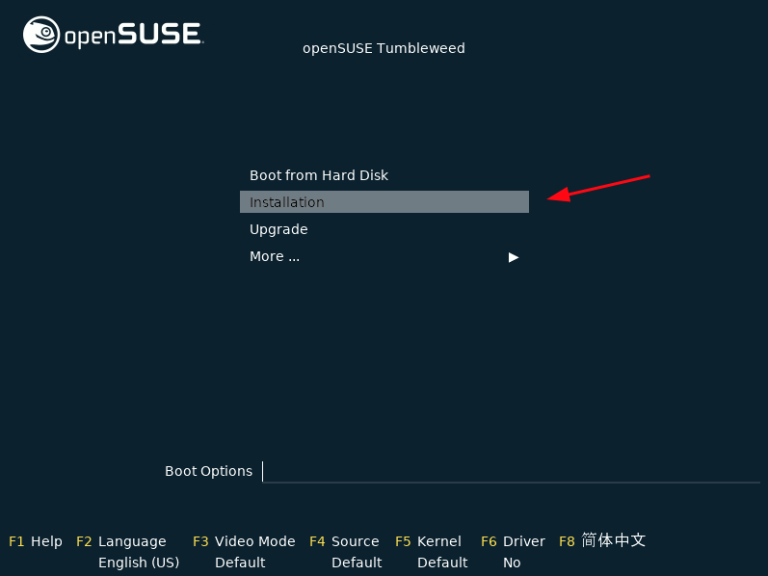 openSUSE
openSUSE Tumbleweed
Boot from Hard Disk
Installation
Upgrade
More ...
Boot Options
F1 Help F2 Language F3 Video Mode F4 Source F5 Kernel F6 Driver F8 简体中文
English (US) Default Default Default No